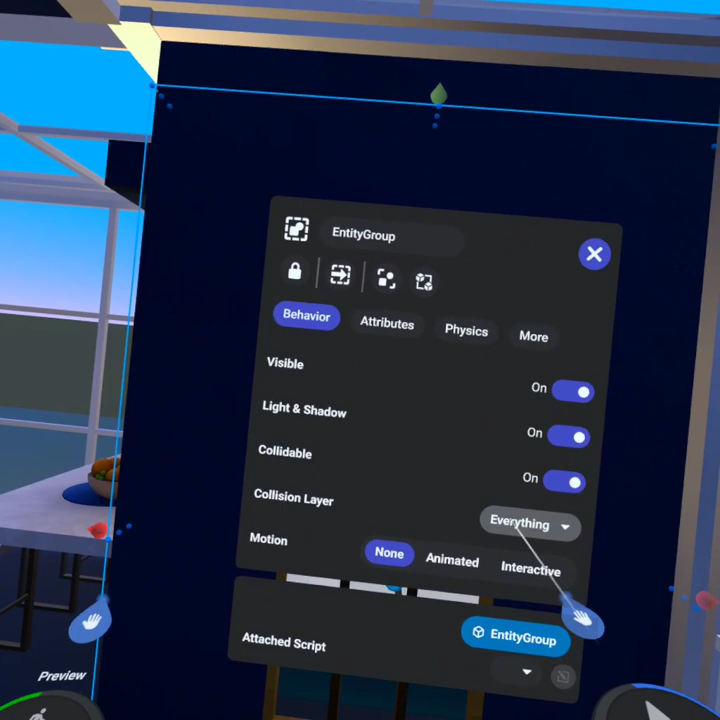 EntityGroup
Behavior
Attributes
Physics
More
Visible
On
Light & Shadow
On
Collidable
On
Collision Layer
Everything
Motion
None
Animated
Interactive
EntityGroup
Attached Script
Preview